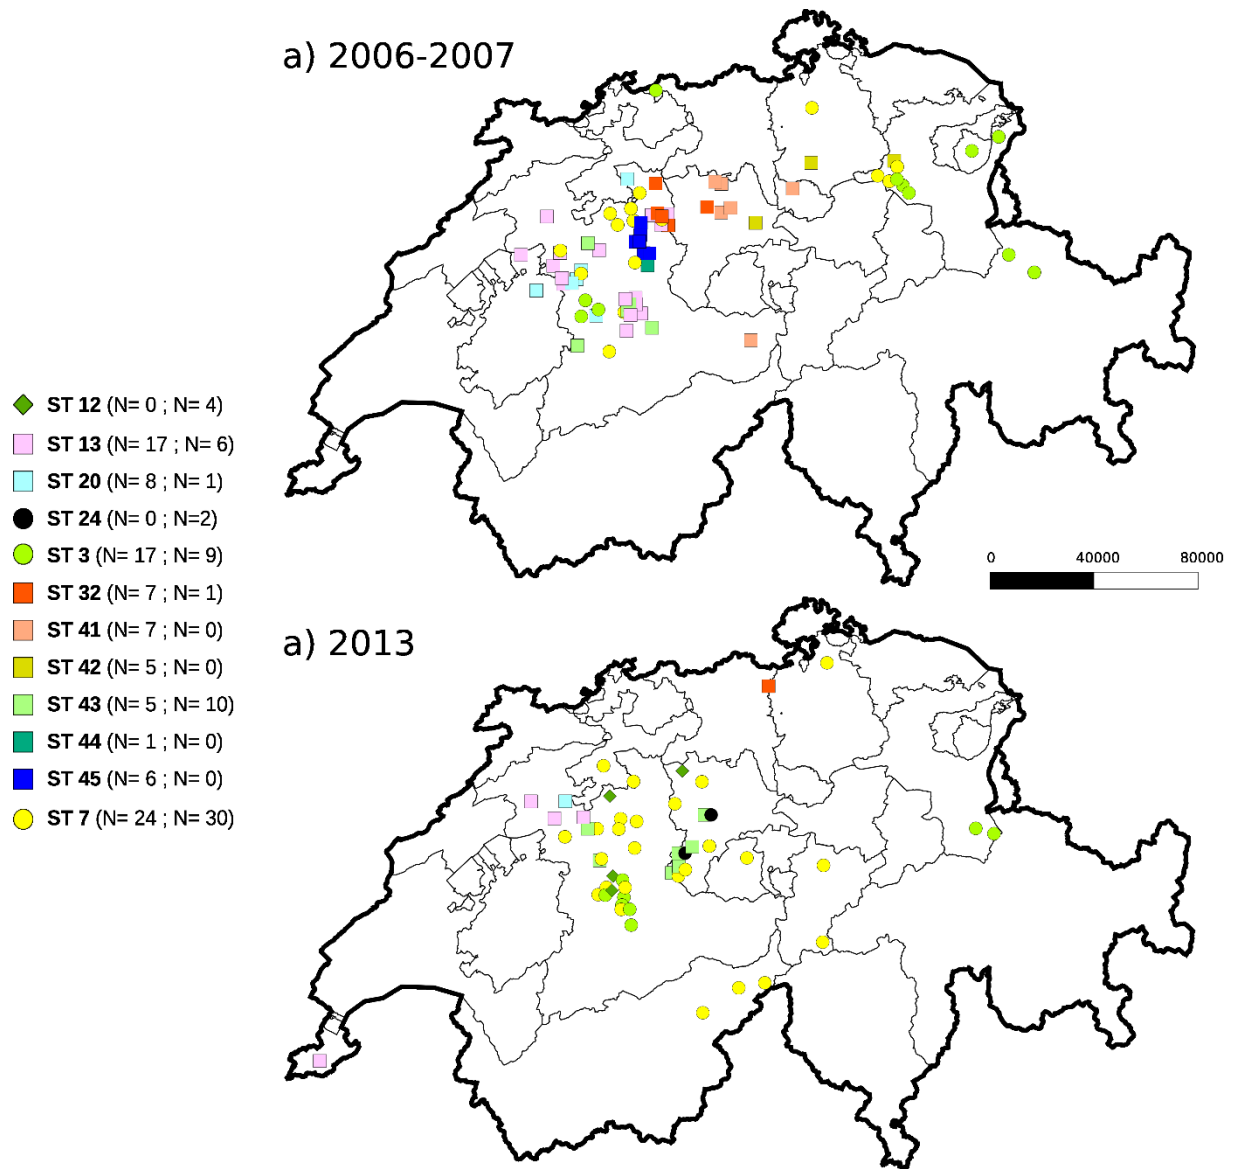 a) 2006-2007
ST 12 (N= 0 ; N= 4)
ST 13 (N= 17 ; N= 6)
ST 20 (N= 8 ; N= 1)
ST 24 (N= 0 ; N=2)
ST 3 (N= 17 ; N= 9)
ST 32 (N= 7 ; N= 1)
ST 41 (N= 7 ; N= 0)
ST 42 (N= 5 ; N= 0)
ST 43 (N= 5 ; N= 10)
ST 44 (N= 1 ; N= 0)
ST 45 (N= 6 ; N= 0)
ST 7 (N= 24 ; N= 30)
0 40000 80000
a) 2013